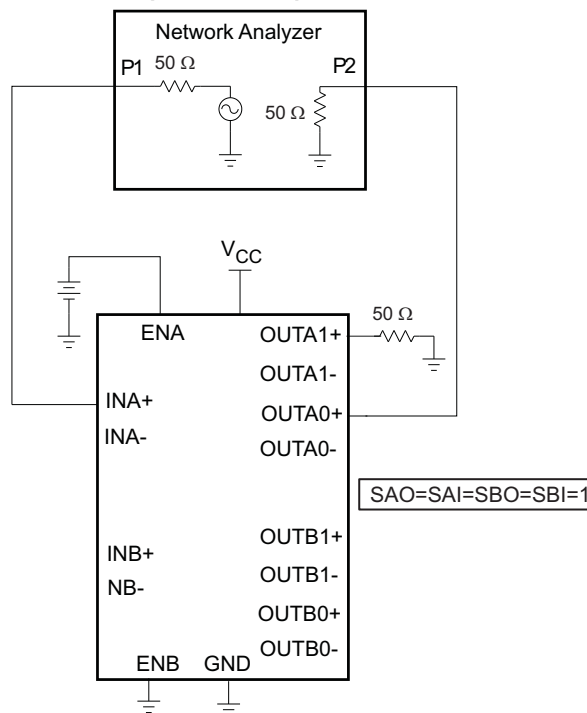 Network Analyzer
P1
50 Ω
P2
50 Ω
VCC
50 Ω
ENA
OUTA1+
OUTA1-
INA+
OUTA0+
INA-
OUTA0-
SAO=SAI=SBO=SBI=1
OUTB1+
INB+
OUTB1-
NB-
OUTB0+
OUTB0-
ENB GND